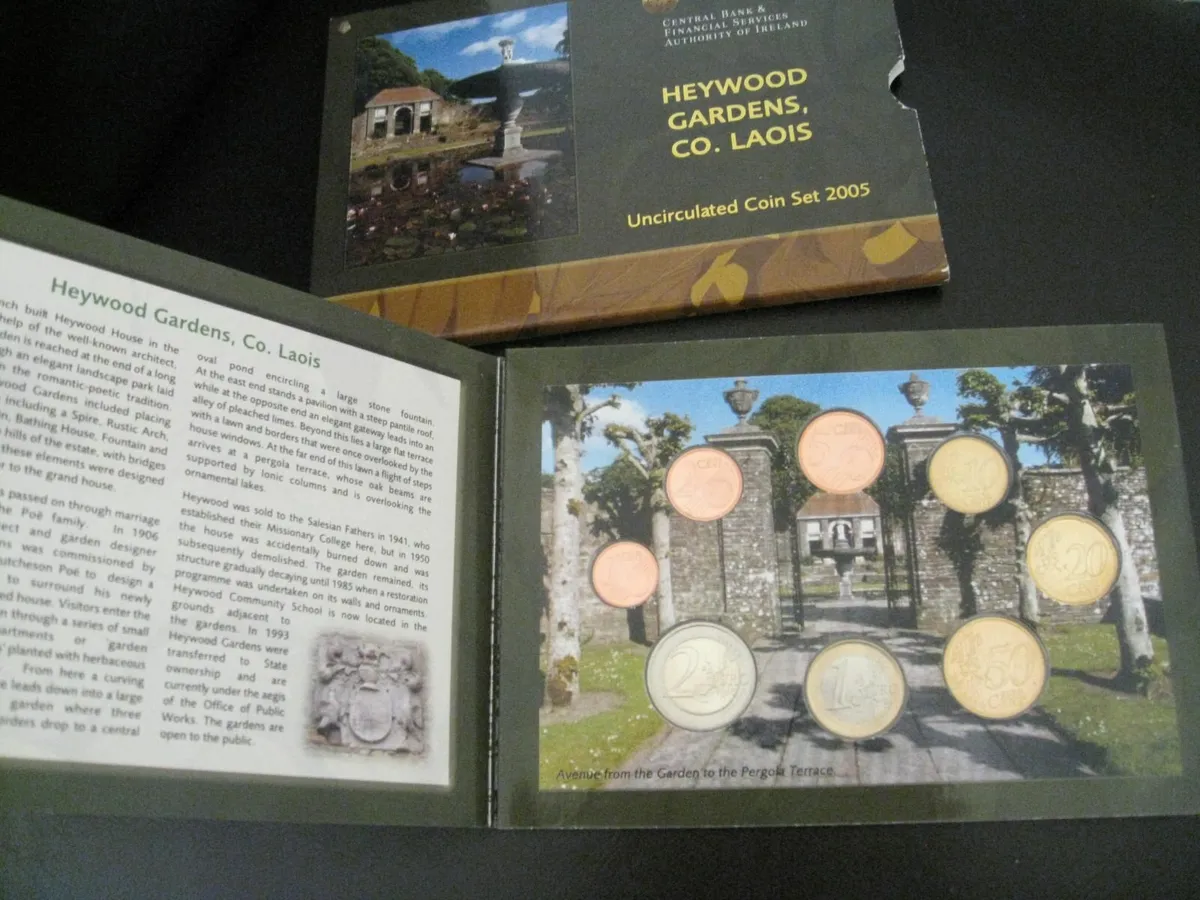 CENTRAL BANK &
FINANCIAL SERVICES
AUTHORITY OF IRELAND
HEYWOOD
GARDENS,
CO. LAOIS
Uncirculated Coin Set 2005
Heywood Gardens, Co. Laois
built Heywood House in the
help of the well-known architect,
is reached at the end of a long
an elegant landscape park laid
the romantic-poetic tradition.
Gardens included placing
including a Spire, Rustic Arch,
Bathing House, Fountain and
hills of the estate, with bridges
these elements were designed
to the grand house.
passed on through marriage
Poë family. In 1906
and garden designer
was commissioned by
Poë to design a
to surround his newly
house. Visitors enter the
through a series of small
or garden
planted with herbaceous
From here a curving
leads down into a large
garden where three
drop to a central
oval pond encircling a large stone fountain.
At the east end stands a pavilion with a steep pantile roof,
while at the opposite end an elegant gateway leads into an
alley of pleached limes. Beyond this lies a large flat terrace
with a lawn and borders that were once overlooked by the
house windows. At the far end of this lawn a flight of steps
arrives at a pergola terrace, whose oak beams are
supported by Ionic columns and is overlooking the
ornamental lakes.
Heywood was sold to the Salesian Fathers in 1941, who
established their Missionary College here, but in 1950
the house was accidentally burned down and was
subsequently demolished. The garden remained, its
structure gradually decaying until 1985 when a restoration
programme was undertaken on its walls and ornaments.
Heywood Community School is now located in the
grounds adjacent to
the gardens. In 1993
Heywood Gardens were
transferred to State
ownership and are
currently under the aegis
of the Office of Public
Works. The gardens are
open to the public.
5
CENT
20
50
CENT
2
1
Avenue from the Garden to the Pergola Terrace